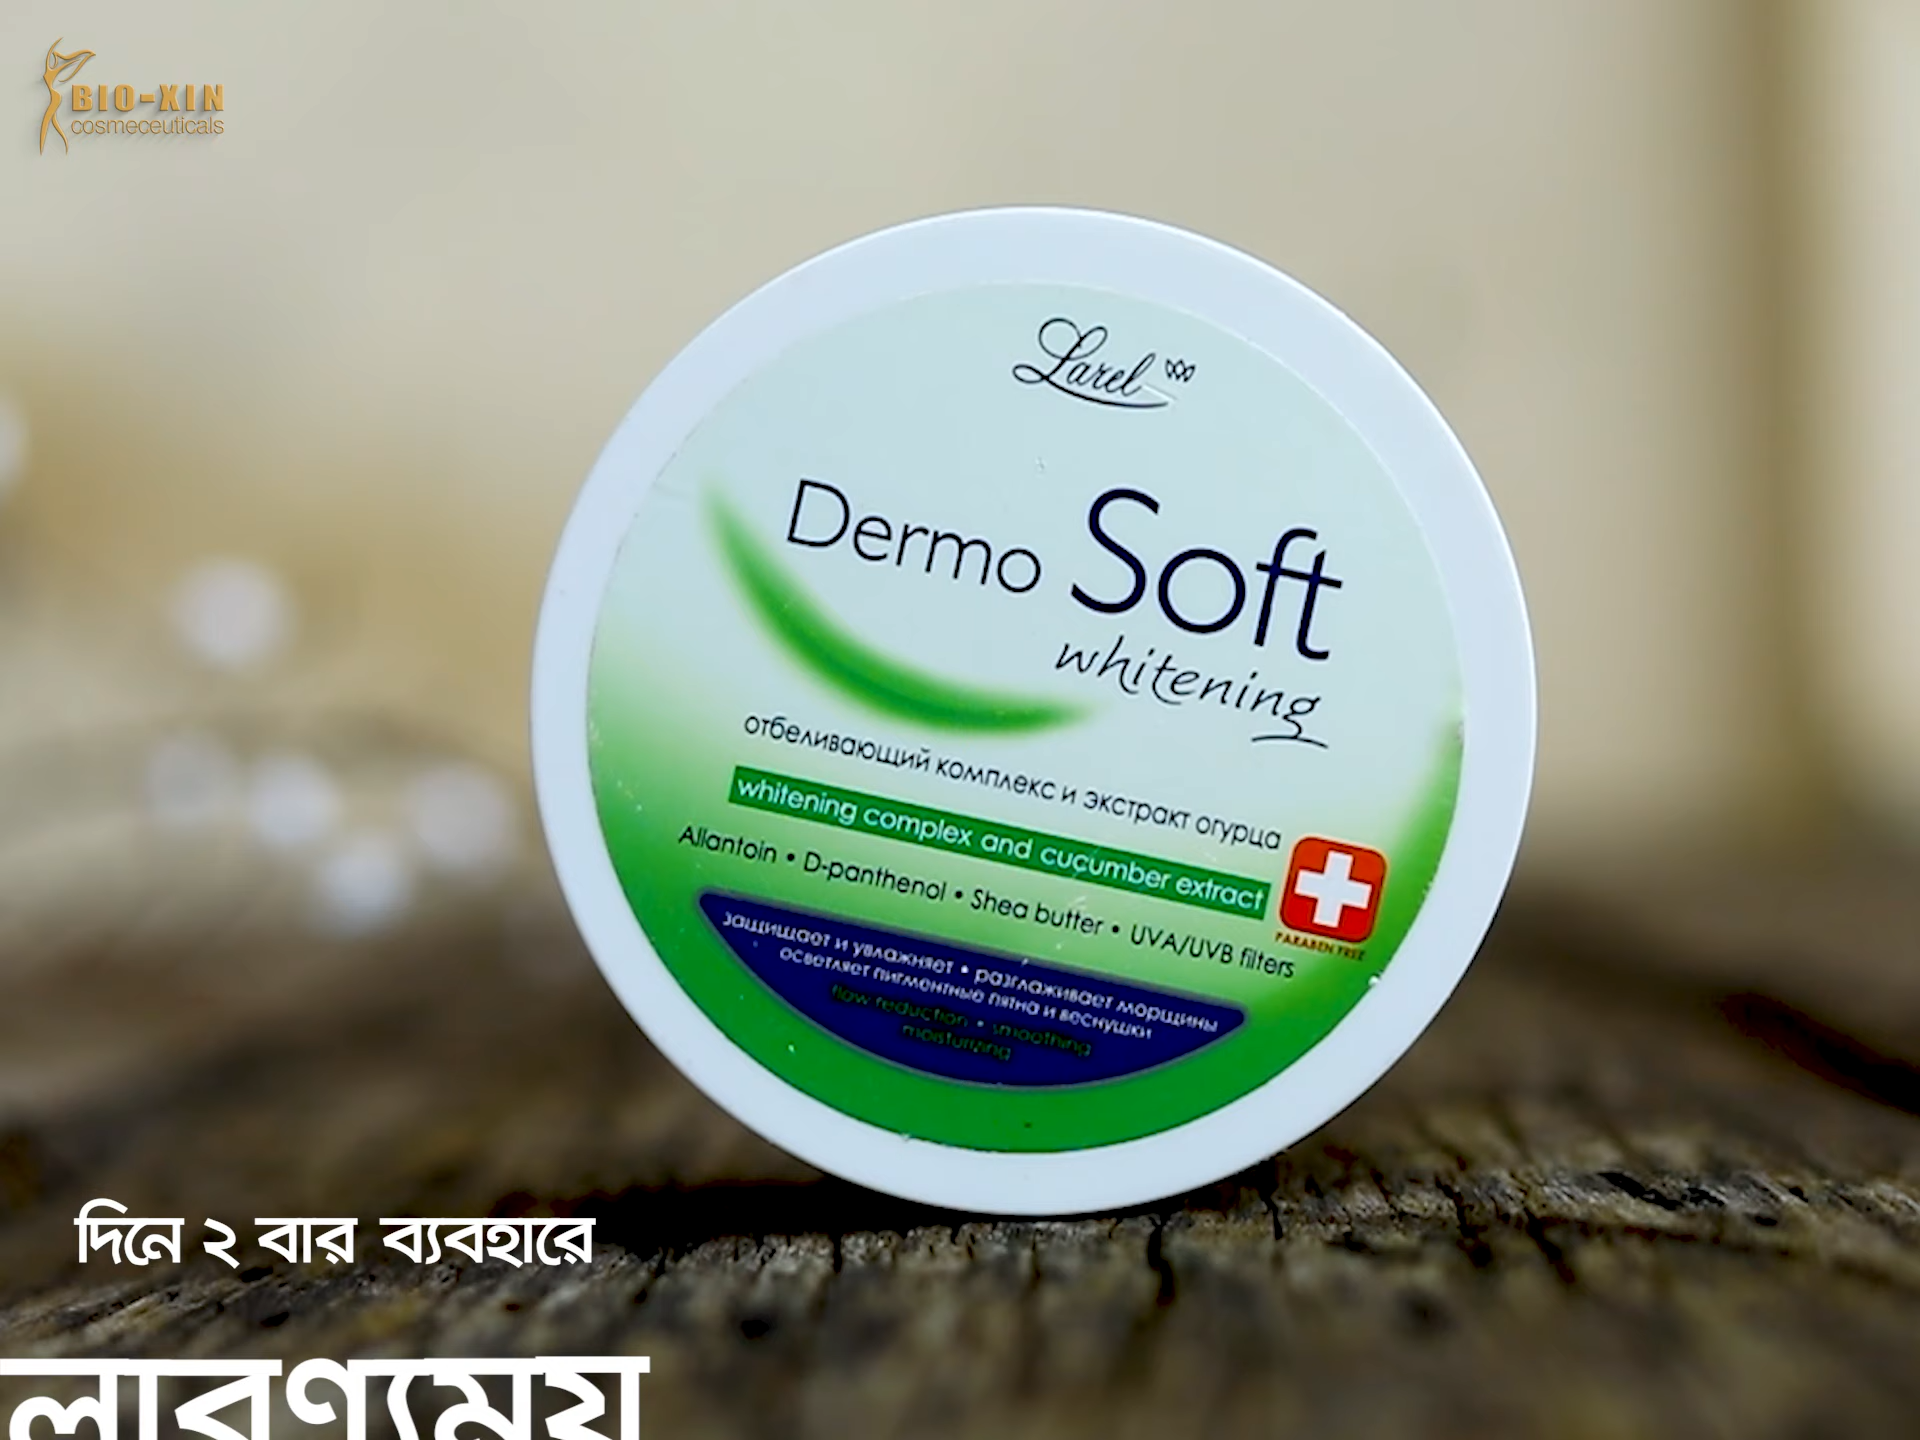 BIO-XIN
cosmeceuticals
Larel
Dermo Soft
whitening
отбеливающий комплекс и экстракт огурца
whitening complex and cucumber extract
Allantoin • D-panthenol • Shea butter • UVA/UVB filters
PARABEN FREE
защищает и увлажняет • разглаживает морщины
осветляет пигментные пятна и веснушки
flow reduction • smoothing
moisturizing
দিনে ২ বার ব্যবহারে
লাবণ্যময়